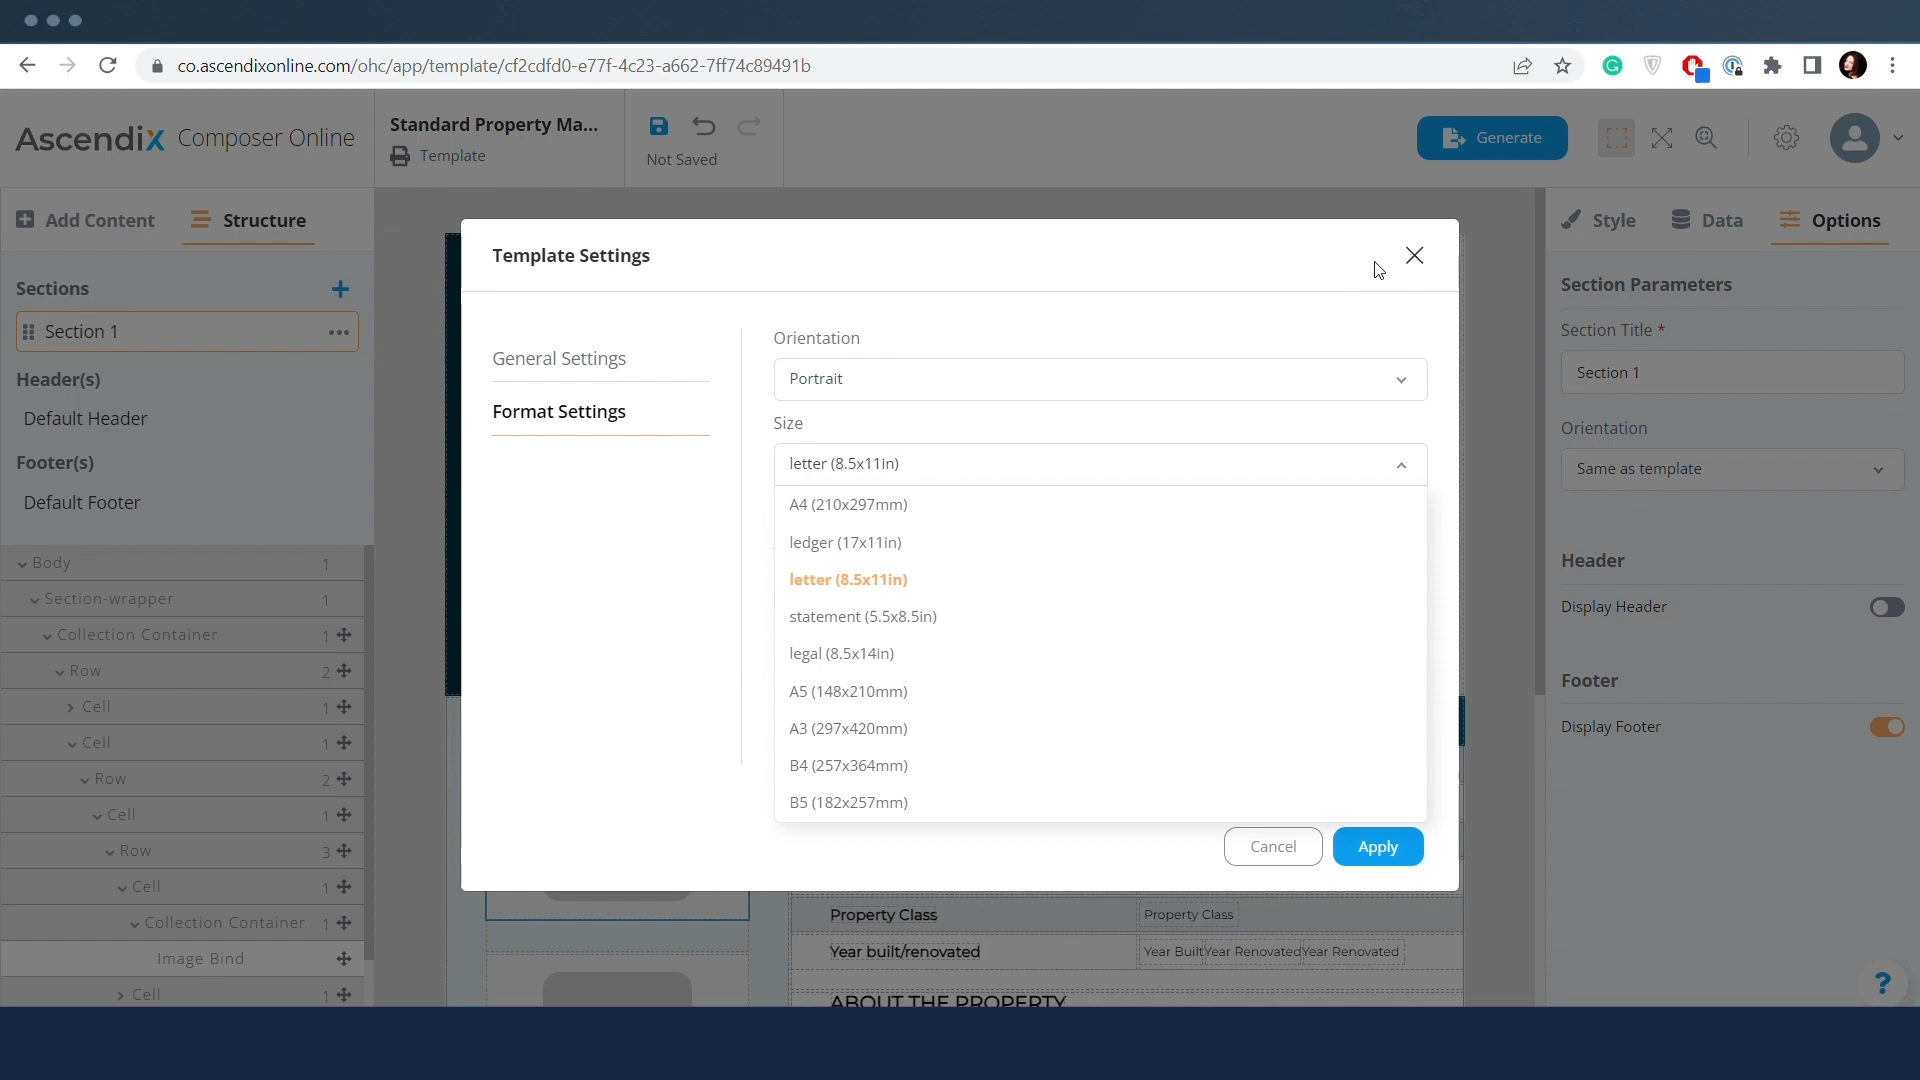 co.ascendixonline.com/ohc/app/template/cf2cdfd0-e77f-4c23-a662-7ff74c89491b
Ascendix Composer Online
Standard Property Ma...
Template
Not Saved
Generate
Add Content
Structure
Style
Data
Options
Sections
Section 1
Header(s)
Default Header
Footer(s)
Default Footer
Body 1
Section-wrapper 1
Collection Container 1
Row 2
Cell 1
Cell 1
Row 2
Cell 1
Row 3
Cell 1
Collection Container 1
Image Bind
Cell 1
Template Settings
General Settings
Format Settings
Orientation
Portrait
Size
letter (8.5x11in)
A4 (210x297mm)
ledger (17x11in)
letter (8.5x11in)
statement (5.5x8.5in)
legal (8.5x14in)
A5 (148x210mm)
A3 (297x420mm)
B4 (257x364mm)
B5 (182x257mm)
Cancel
Apply
Property Class
Property Class
Year built/renovated
Year BuiltYear RenovatedYear Renovated
ABOUT THE PROPERTY
Section Parameters
Section Title *
Section 1
Orientation
Same as template
Header
Display Header
Footer
Display Footer
?